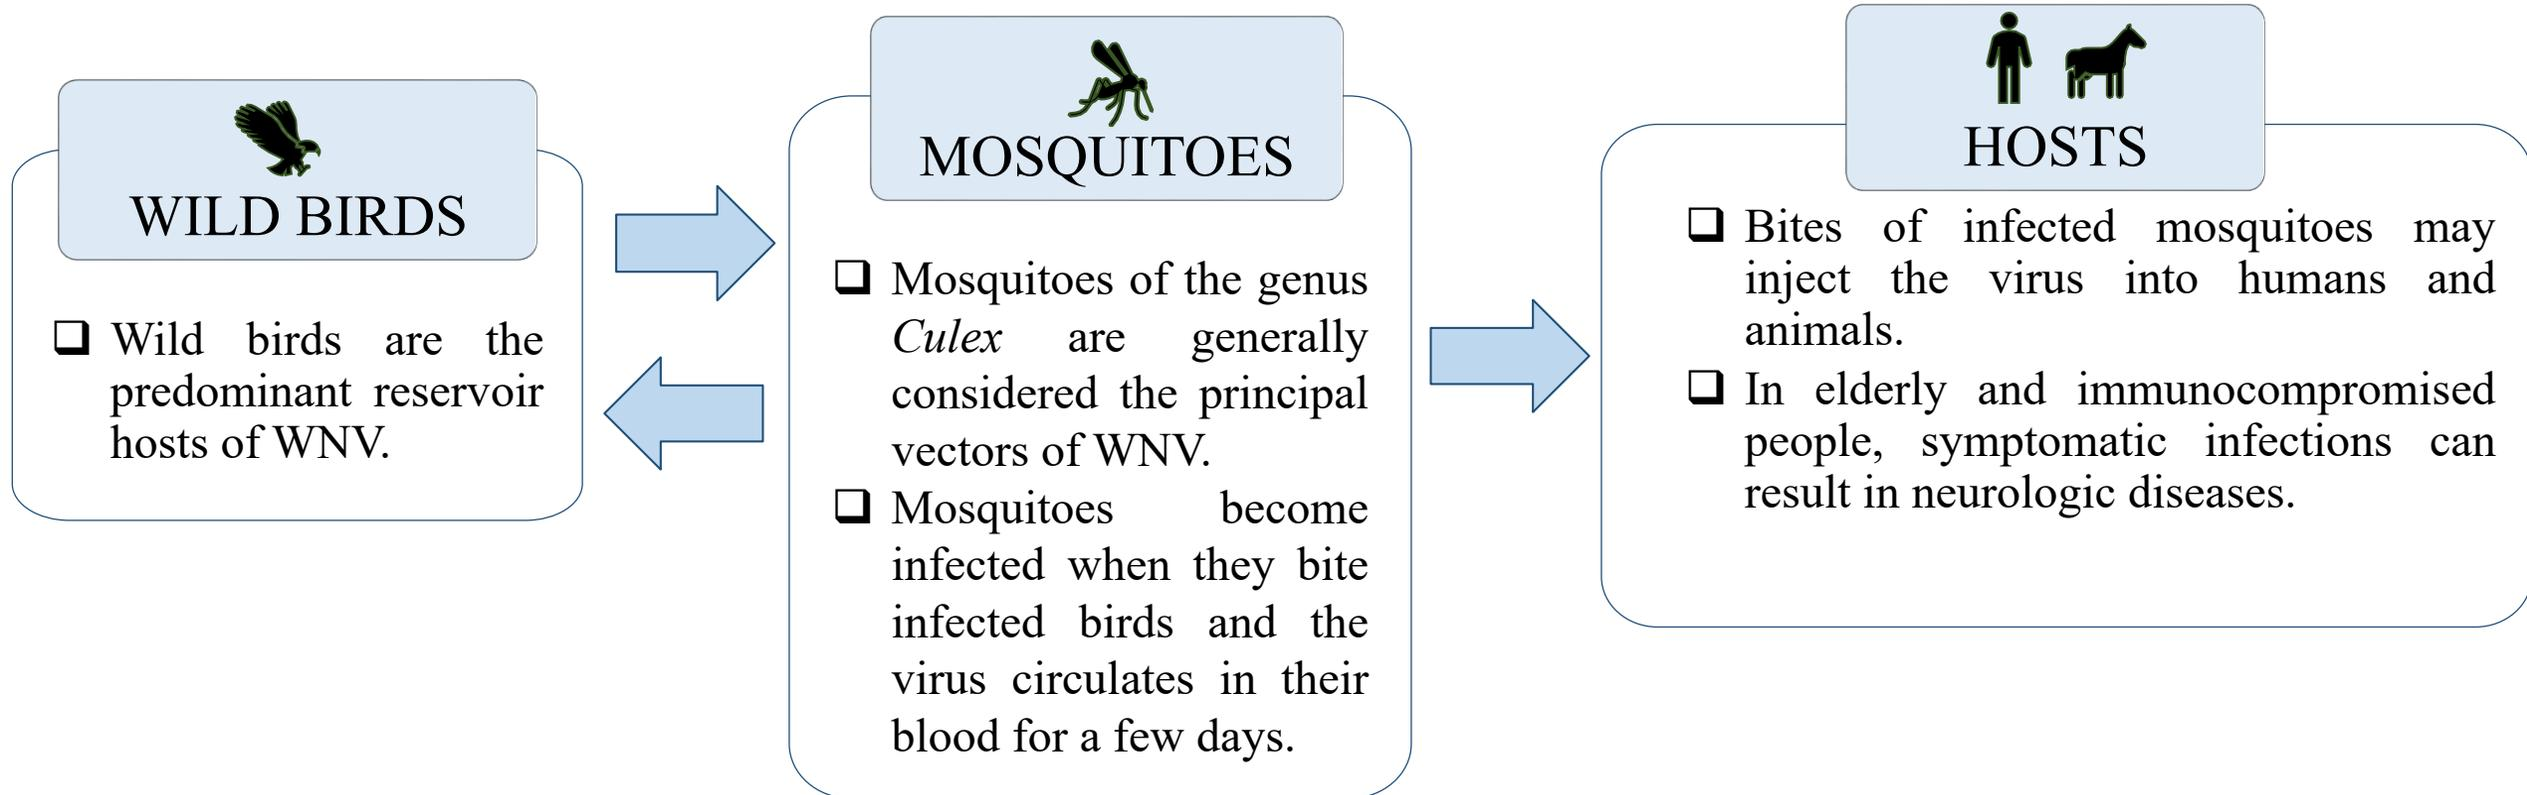 WILD BIRDS
❑ Wild birds are the
predominant reservoir
hosts of WNV.
MOSQUITOES
❑ Mosquitoes of the genus
Culex are generally
considered the principal
vectors of WNV.
❑ Mosquitoes become
infected when they bite
infected birds and the
virus circulates in their
blood for a few days.
HOSTS
❑ Bites of infected mosquitoes may
inject the virus into humans and
animals.
❑ In elderly and immunocompromised
people, symptomatic infections can
result in neurologic diseases.